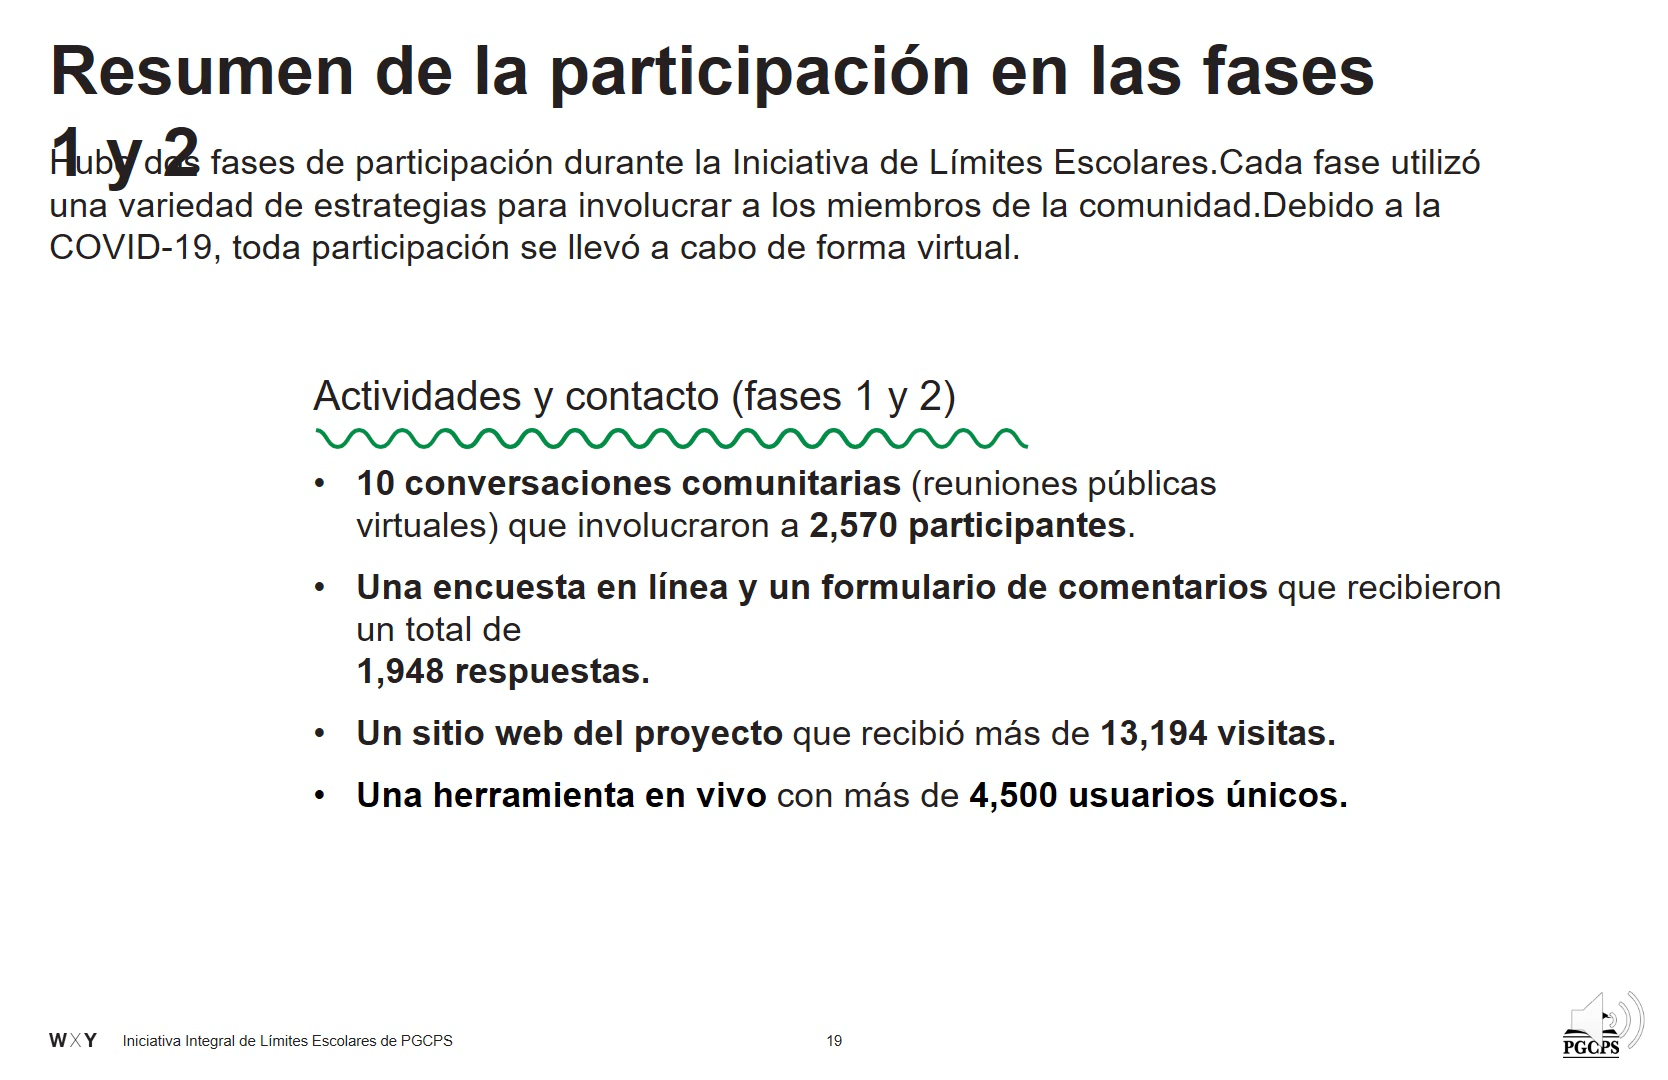 Resumen de la participación en las fases
1 y 2
Hubo dos fases de participación durante la Iniciativa de Límites Escolares.Cada fase utilizó
una variedad de estrategias para involucrar a los miembros de la comunidad.Debido a la
COVID-19, toda participación se llevó a cabo de forma virtual.
Actividades y contacto (fases 1 y 2)
• 10 conversaciones comunitarias (reuniones públicas
virtuales) que involucraron a 2,570 participantes.
• Una encuesta en línea y un formulario de comentarios que recibieron
un total de
1,948 respuestas.
• Un sitio web del proyecto que recibió más de 13,194 visitas.
• Una herramienta en vivo con más de 4,500 usuarios únicos.
WXY Iniciativa Integral de Límites Escolares de PGCPS 19
PGCPS